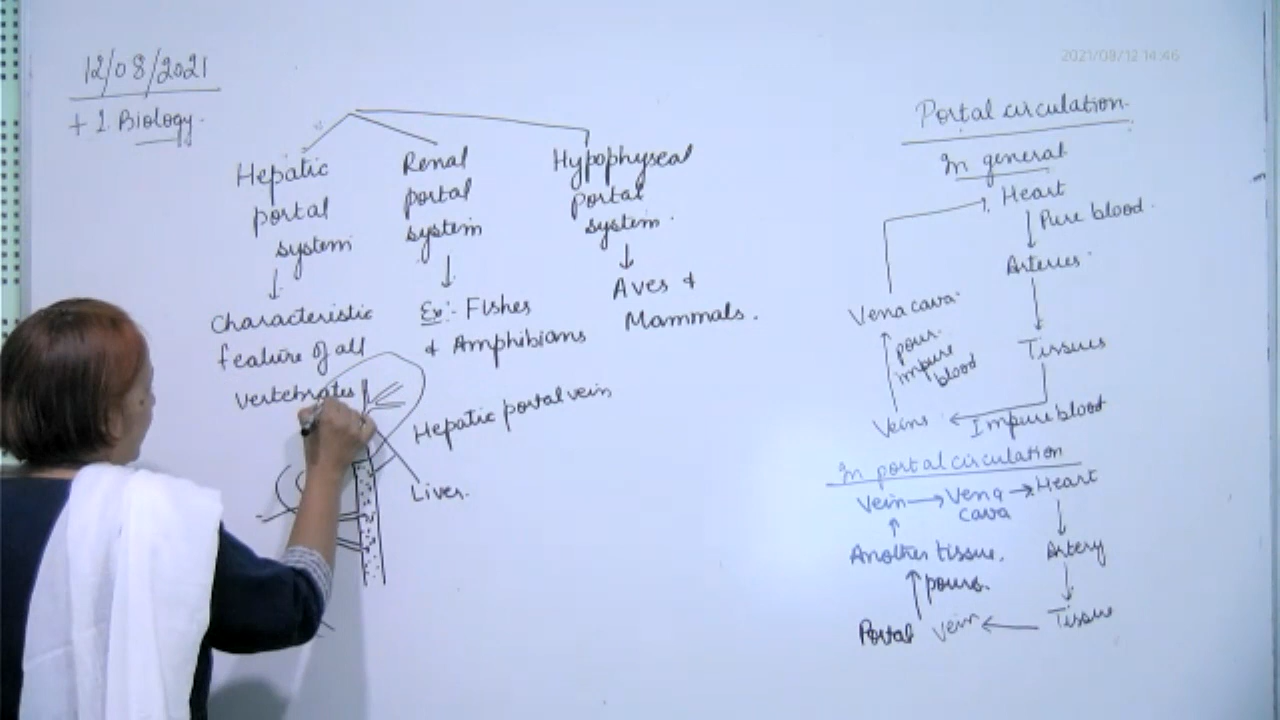 2021/08/12 14:46
12/08/2021
+ 1 Biology.
Hepatic
portal
system
Characteristic
feature of all
vertebrates
Renal
portal
system
Ex:- Fishes
& Amphibians
Hypophyseal
portal
system.
Aves &
Mammals.
Hepatic portal vein
Liver.
Portal circulation.
In general
Heart
Pure blood.
Arteries.
Tissues
Impure blood
Veins
pour
impure
blood
Vena cava.
In portal circulation
Vein → Vena → Heart
cava
Artery
Tissue
Portal Vein
pours.
Another tissue.